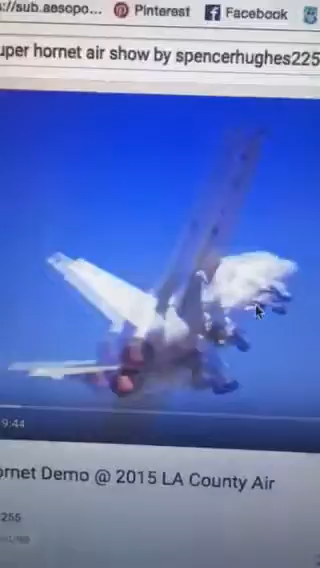 ://sub.aesopo... Pinterest Facebook
uper hornet air show by spencerhughes225
9:44
ornet Demo @ 2015 LA County Air
255